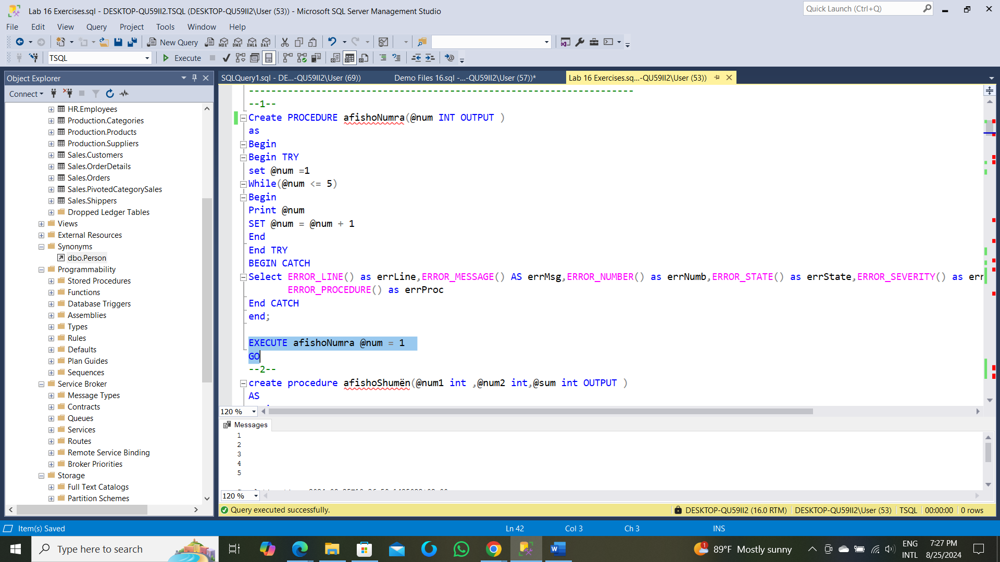 Lab 16 Exercises.sql - DESKTOP-QU59II2.TSQL (DESKTOP-QU59II2\User (53)) - Microsoft SQL Server Management Studio
Quick Launch (Ctrl+Q)
File Edit View Query Project Tools Window Help
New Query
MDX DMX XMLA DAX
TSQL
Execute
Object Explorer
Connect
HR.Employees
Production.Categories
Production.Products
Production.Suppliers
Sales.Customers
Sales.OrderDetails
Sales.Orders
Sales.PivotedCategorySales
Sales.Shippers
Dropped Ledger Tables
Views
External Resources
Synonyms
dbo.Person
Programmability
Stored Procedures
Functions
Database Triggers
Assemblies
Types
Rules
Defaults
Plan Guides
Sequences
Service Broker
Message Types
Contracts
Queues
Services
Routes
Remote Service Binding
Broker Priorities
Storage
Full Text Catalogs
Partition Schemes
SQLQuery1.sql - DE...-QU59II2\User (69))
Demo Files 16.sql -...-QU59II2\User (57))*
Lab 16 Exercises.sq...-QU59II2\User (53))
---------------------------------------------------------------------
--1--
Create PROCEDURE afishoNumra(@num INT OUTPUT )
as
Begin
Begin TRY
set @num =1
While(@num <= 5)
Begin
Print @num
SET @num = @num + 1
End
End TRY
BEGIN CATCH
Select ERROR_LINE() as errLine,ERROR_MESSAGE() AS errMsg,ERROR_NUMBER() as errNumb,ERROR_STATE() as errState,ERROR_SEVERITY() as err
ERROR_PROCEDURE() as errProc
End CATCH
end;
EXECUTE afishoNumra @num = 1
GO
--2--
create procedure afishoShumën(@num1 int ,@num2 int,@sum int OUTPUT )
AS
120 %
Messages
1
2
3
4
5
120 %
Query executed successfully.
DESKTOP-QU59II2 (16.0 RTM) DESKTOP-QU59II2\User (53) TSQL 00:00:00 0 rows
Item(s) Saved
Ln 42 Col 3 Ch 3 INS
Type here to search
1
89°F Mostly sunny
ENG
INTL
7:27 PM
8/25/2024